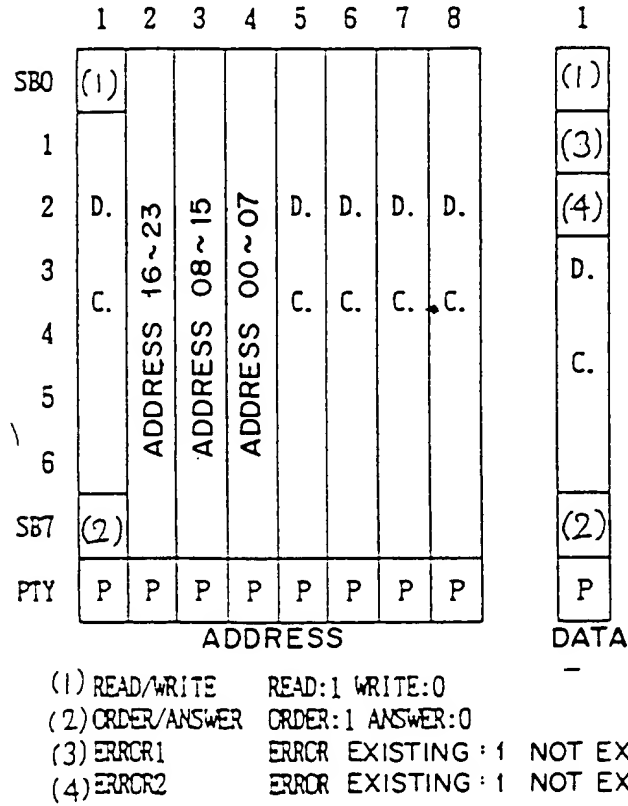 1 2 3 4 5 6 7 8 1
SB0 (1) (1)
1 (3)
2 D. D. D. D. D. (4)
3 D.
C. C. C. C. C.
4 C.
5
6
ADDRESS 16~23
ADDRESS 08~15
ADDRESS 00~07
SB7 (2) (2)
PTY P P P P P P P P P
ADDRESS DATA
(1) READ/WRITE READ:1 WRITE:0
(2) ORDER/ANSWER ORDER:1 ANSWER:0
(3) ERROR1 ERROR EXISTING:1 NOT EX
(4) ERROR2 ERROR EXISTING:1 NOT EX